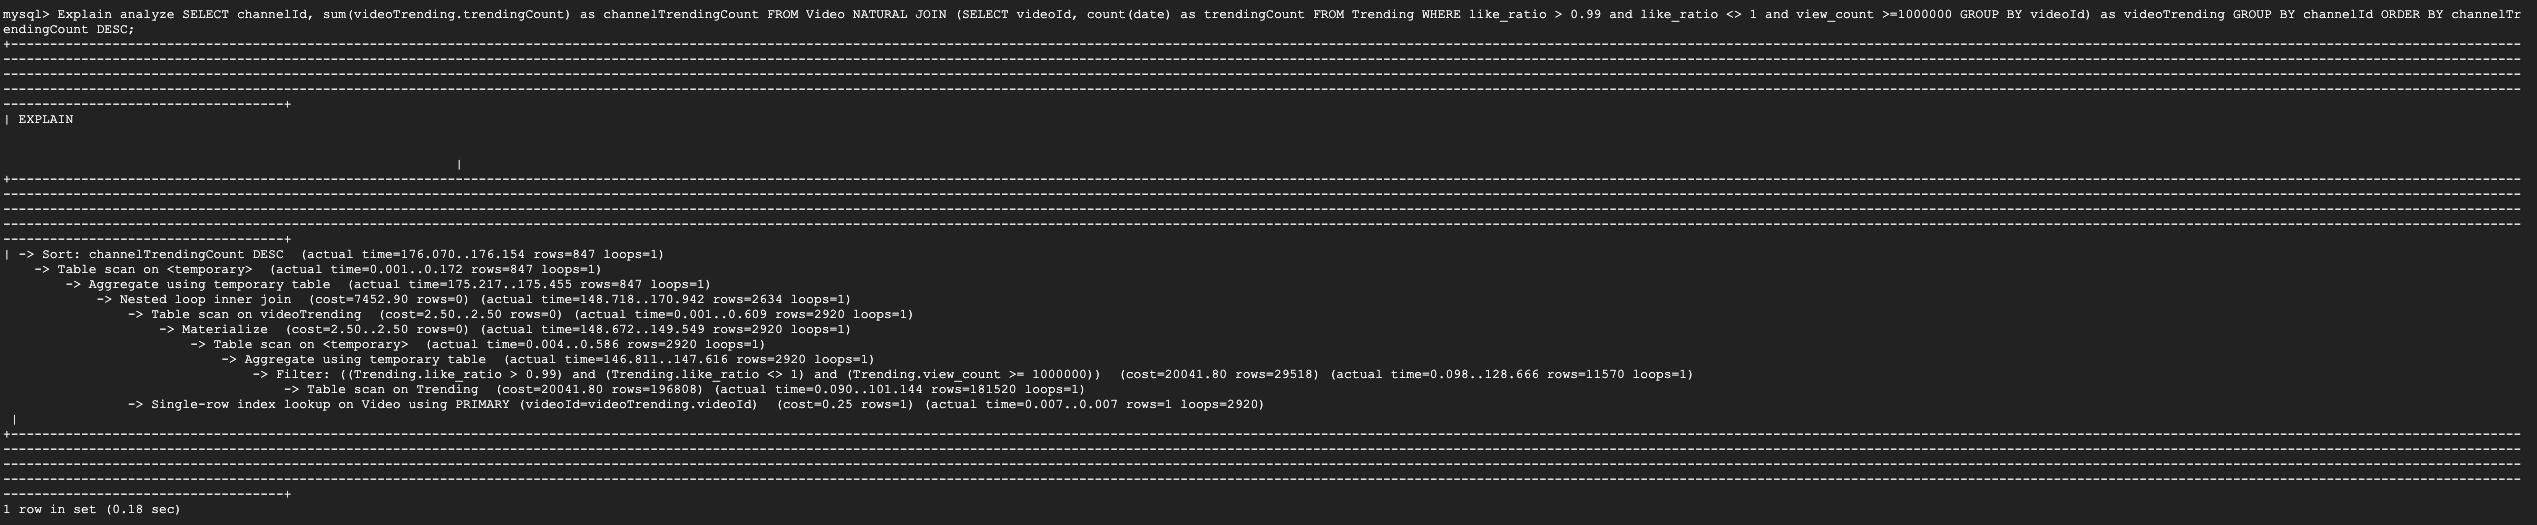 mysql> Explain analyze SELECT channelId, sum(videoTrending.trendingCount) as channelTrendingCount FROM Video NATURAL JOIN (SELECT videoId, count(date) as trendingCount FROM Trending WHERE like_ratio > 0.99 and like_ratio <> 1 and view_count >=1000000 GROUP BY videoId) as videoTrending GROUP BY channelId ORDER BY channelTr
endingCount DESC;
| EXPLAIN
|
| -> Sort: channelTrendingCount DESC  (actual time=176.070..176.154 rows=847 loops=1)
    -> Table scan on <temporary>  (actual time=0.001..0.172 rows=847 loops=1)
        -> Aggregate using temporary table  (actual time=175.217..175.455 rows=847 loops=1)
            -> Nested loop inner join  (cost=7452.90 rows=0) (actual time=148.718..170.942 rows=2634 loops=1)
                -> Table scan on videoTrending  (cost=2.50..2.50 rows=0) (actual time=0.001..0.609 rows=2920 loops=1)
                    -> Materialize  (cost=2.50..2.50 rows=0) (actual time=148.672..149.549 rows=2920 loops=1)
                        -> Table scan on <temporary>  (actual time=0.004..0.586 rows=2920 loops=1)
                            -> Aggregate using temporary table  (actual time=146.811..147.616 rows=2920 loops=1)
                                -> Filter: ((Trending.like_ratio > 0.99) and (Trending.like_ratio <> 1) and (Trending.view_count >= 1000000))  (cost=20041.80 rows=29518) (actual time=0.098..128.666 rows=11570 loops=1)
                                    -> Table scan on Trending  (cost=20041.80 rows=196808) (actual time=0.090..101.144 rows=181520 loops=1)
                -> Single-row index lookup on Video using PRIMARY (videoId=videoTrending.videoId)  (cost=0.25 rows=1) (actual time=0.007..0.007 rows=1 loops=2920)
|
1 row in set (0.18 sec)